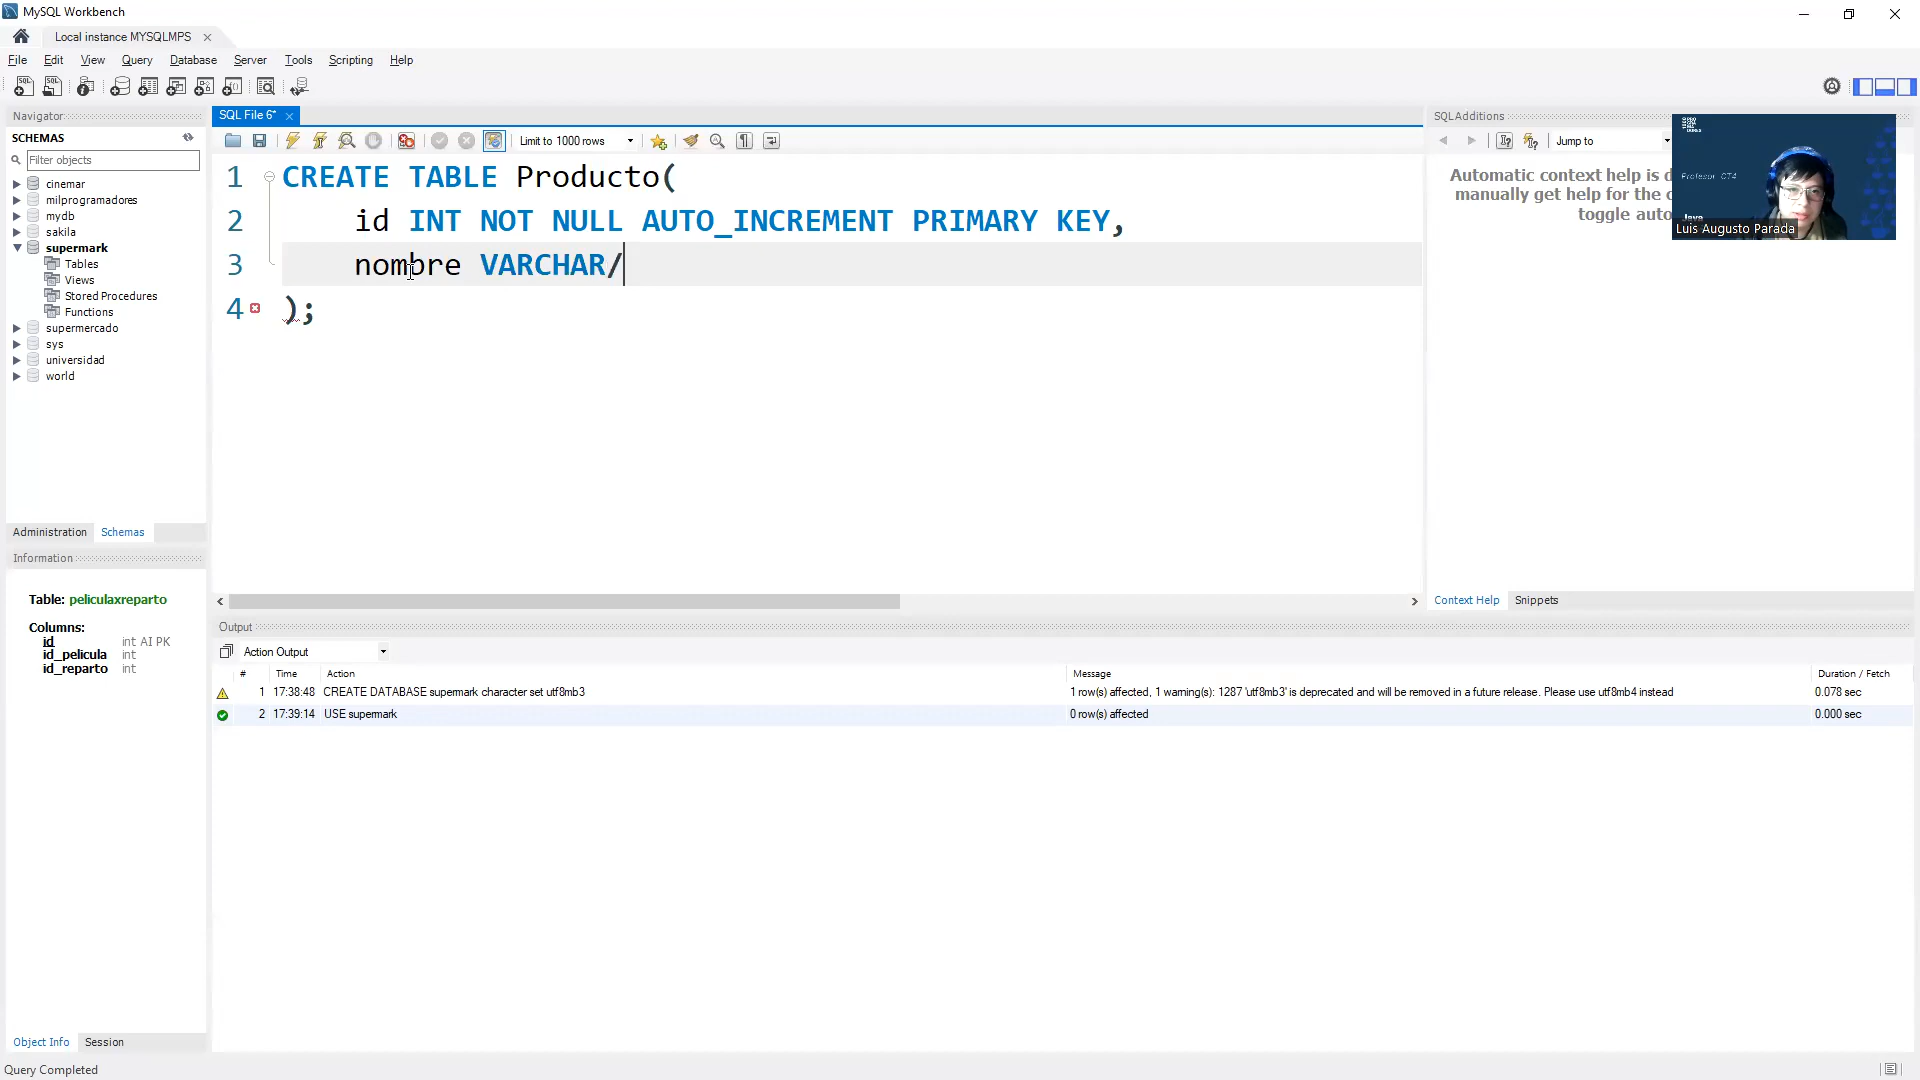 MySQL Workbench
Local instance MYSQLMPS
File Edit View Query Database Server Tools Scripting Help
Navigator
SCHEMAS
Filter objects
cinemar
milprogramadores
mydb
sakila
supermark
Tables
Views
Stored Procedures
Functions
supermercado
sys
universidad
world
Administration Schemas
Information
Table: peliculaxreparto
Columns:
id int AI PK
id_pelicula int
id_reparto int
Object Info Session
Query Completed
SQL File 6*
Limit to 1000 rows
1 CREATE TABLE Producto(
2 id INT NOT NULL AUTO_INCREMENT PRIMARY KEY,
3 nombre VARCHAR/
4 );
SQLAdditions
Jump to
Automatic context help is d
manually get help for the c
toggle auto
Profesor CT4
Java
Luis Augusto Parada
Context Help Snippets
Output
Action Output
# Time Action Message Duration / Fetch
1 17:38:48 CREATE DATABASE supermark character set utf8mb3 1 row(s) affected, 1 warning(s): 1287 'utf8mb3' is deprecated and will be removed in a future release. Please use utf8mb4 instead 0.078 sec
2 17:39:14 USE supermark 0 row(s) affected 0.000 sec